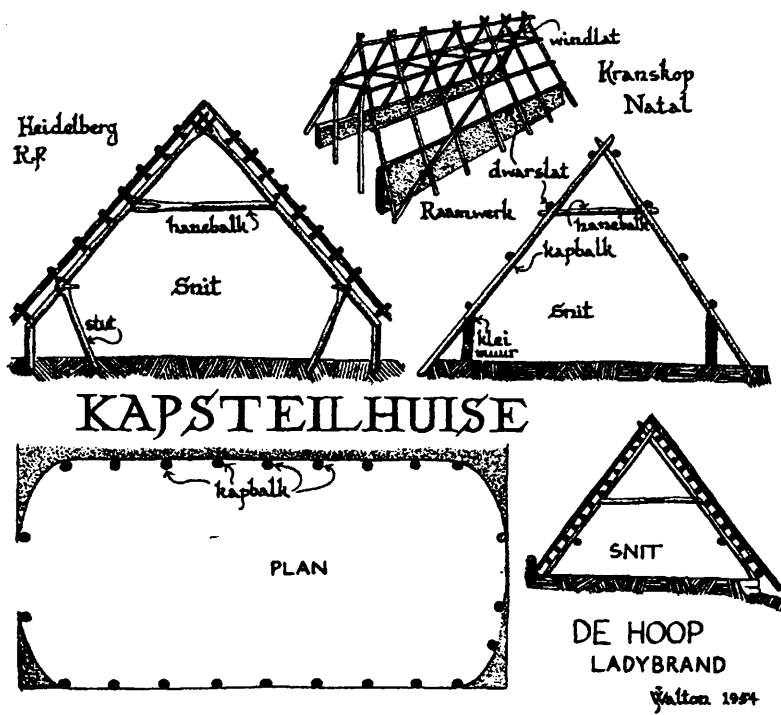 Heidelberg
K.P.
windlat
Kranskop
Natal
dwarslat
Raamwerk
hanebalk
hanebalk
kapbalk
Snit
Snit
stut
klei
muur
KAPSTEILHUISE
kapbalk
PLAN
SNIT
DE HOOP
LADYBRAND
Walton 1954